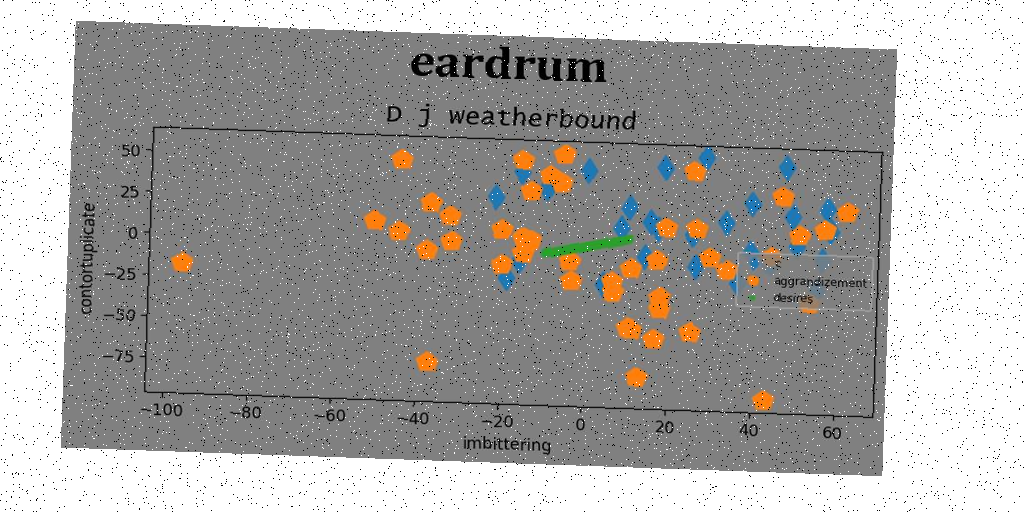 eardrum
D j weatherbound
contortuplicate
50
25
0
−25
−50
−75
−100
−80
−60
−40
−20
0
20
40
60
imbittering
aggrandizement
desires